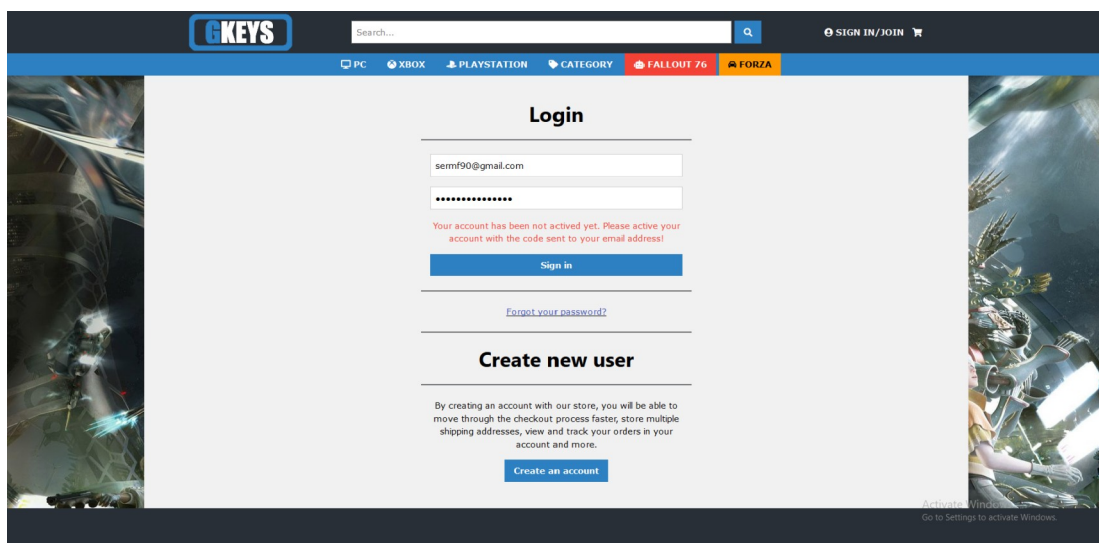 GKEYS
Search...
SIGN IN/JOIN
PC XBOX PLAYSTATION CATEGORY FALLOUT 76 FORZA
Login
sermf90@gmail.com
•••••••••••••••
Your account has been not actived yet. Please active your
account with the code sent to your email address!
Sign in
Forgot your password?
Create new user
By creating an account with our store, you will be able to
move through the checkout process faster, store multiple
shipping addresses, view and track your orders in your
account and more.
Create an account
Activate Windows
Go to Settings to activate Windows.